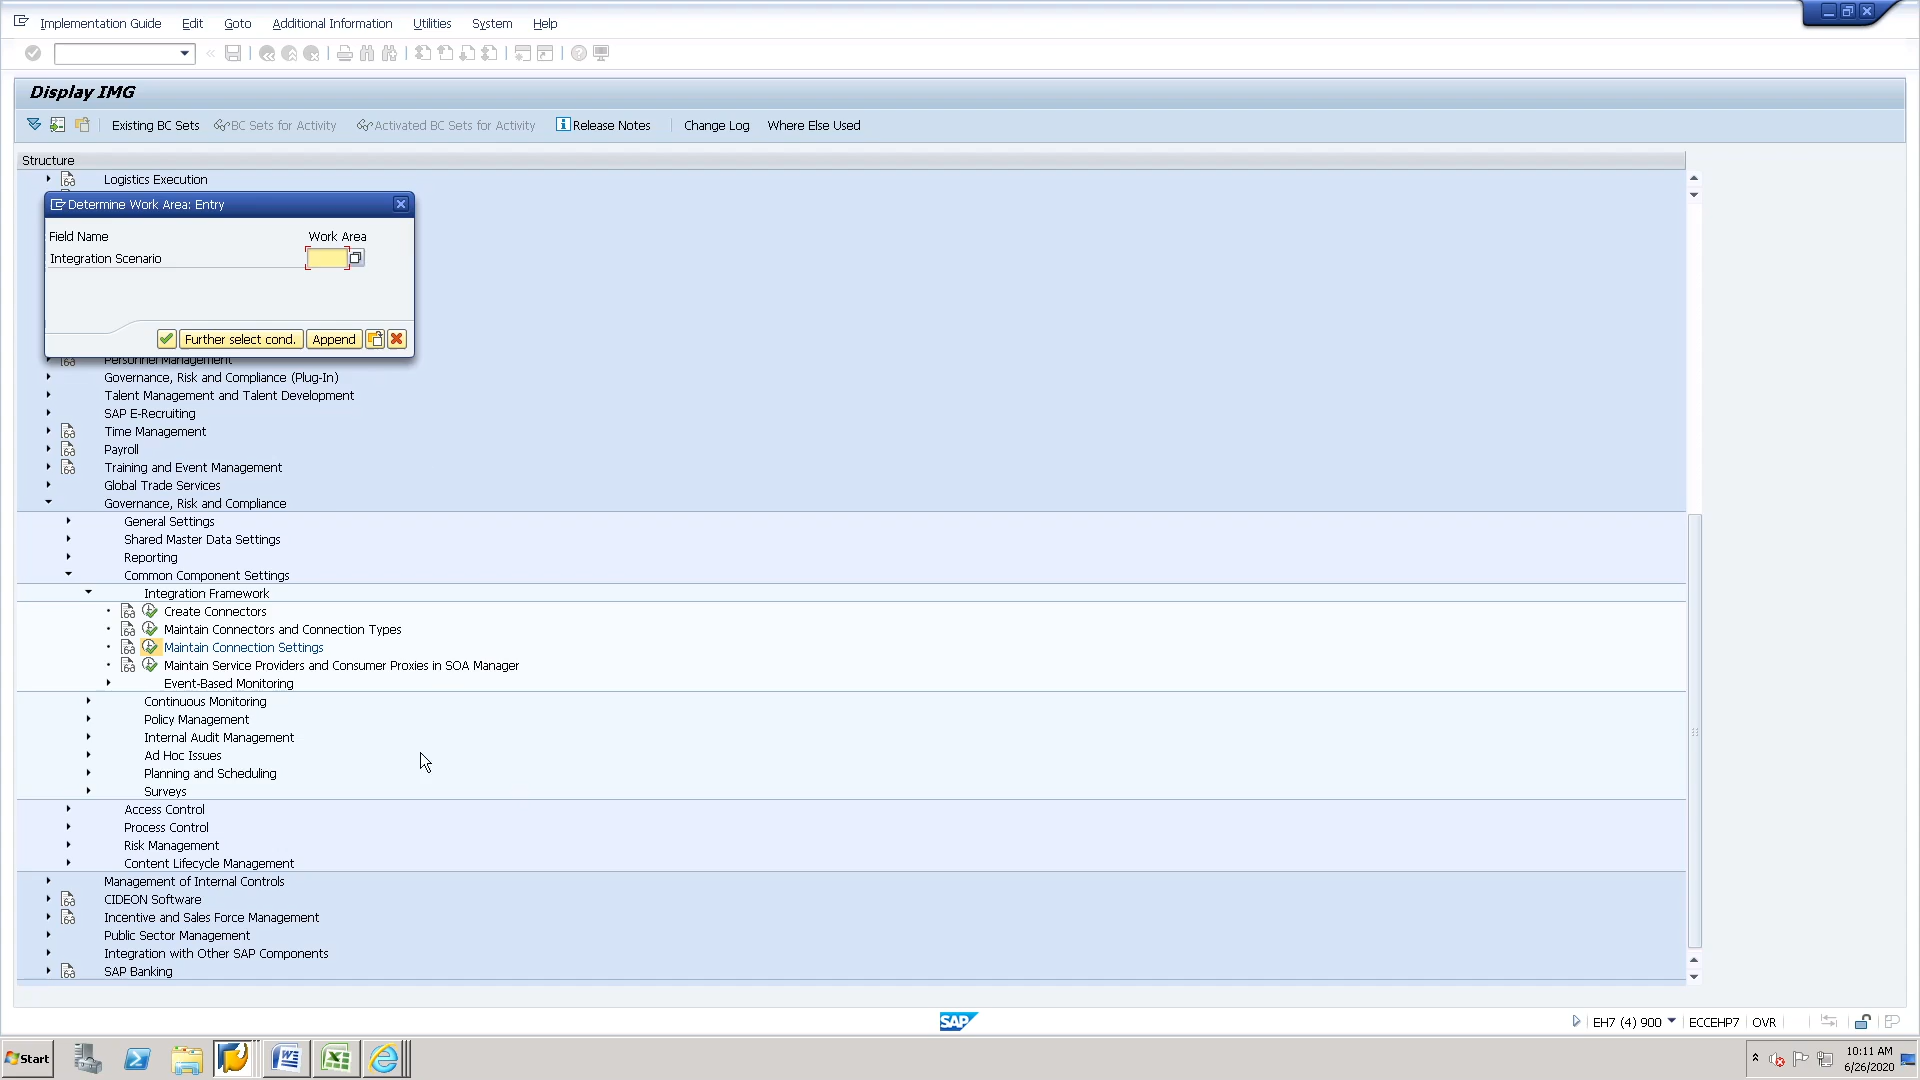 Implementation Guide Edit Goto Additional Information Utilities System Help
Display IMG
Existing BC Sets BC Sets for Activity Activated BC Sets for Activity Release Notes Change Log Where Else Used
Structure
Logistics Execution
Determine Work Area: Entry
Field Name Work Area
Integration Scenario
Further select cond. Append
Personnel Management
Governance, Risk and Compliance (Plug-In)
Talent Management and Talent Development
SAP E-Recruiting
Time Management
Payroll
Training and Event Management
Global Trade Services
Governance, Risk and Compliance
General Settings
Shared Master Data Settings
Reporting
Common Component Settings
Integration Framework
Create Connectors
Maintain Connectors and Connection Types
Maintain Connection Settings
Maintain Service Providers and Consumer Proxies in SOA Manager
Event-Based Monitoring
Continuous Monitoring
Policy Management
Internal Audit Management
Ad Hoc Issues
Planning and Scheduling
Surveys
Access Control
Process Control
Risk Management
Content Lifecycle Management
Management of Internal Controls
CIDEON Software
Incentive and Sales Force Management
Public Sector Management
Integration with Other SAP Components
SAP Banking
SAP EH7 (4) 900 ECCEHP7 OVR
Start 10:11 AM
6/26/2020